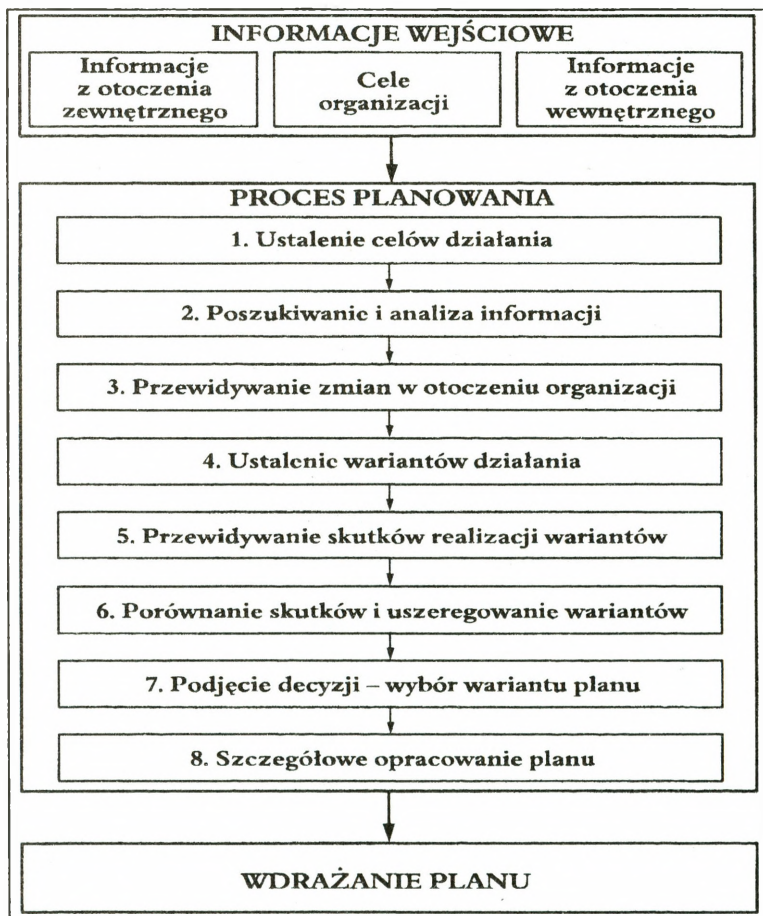 INFORMACJE WEJŚCIOWE
Informacje
z otoczenia
zewnętrznego
Cele
organizacji
Informacje
z otoczenia
wewnętrznego
PROCES PLANOWANIA
1. Ustalenie celów działania
2. Poszukiwanie i analiza informacji
3. Przewidywanie zmian w otoczeniu organizacji
4. Ustalenie wariantów działania
5. Przewidywanie skutków realizacji wariantów
6. Porównanie skutków i uszeregowanie wariantów
7. Podjęcie decyzji – wybór wariantu planu
8. Szczegółowe opracowanie planu
WDRAŻANIE PLANU